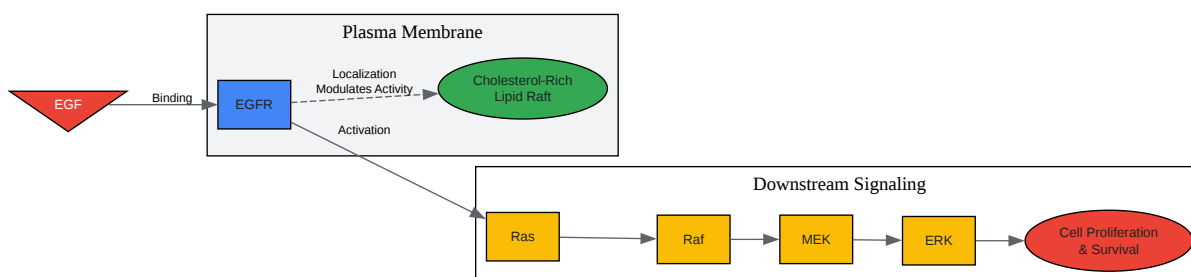 Plasma Membrane
EGF
Binding
EGFR
Localization
Modulates Activity
Cholesterol-Rich
Lipid Raft
Activation
Downstream Signaling
Ras
Raf
MEK
ERK
Cell Proliferation
& Survival